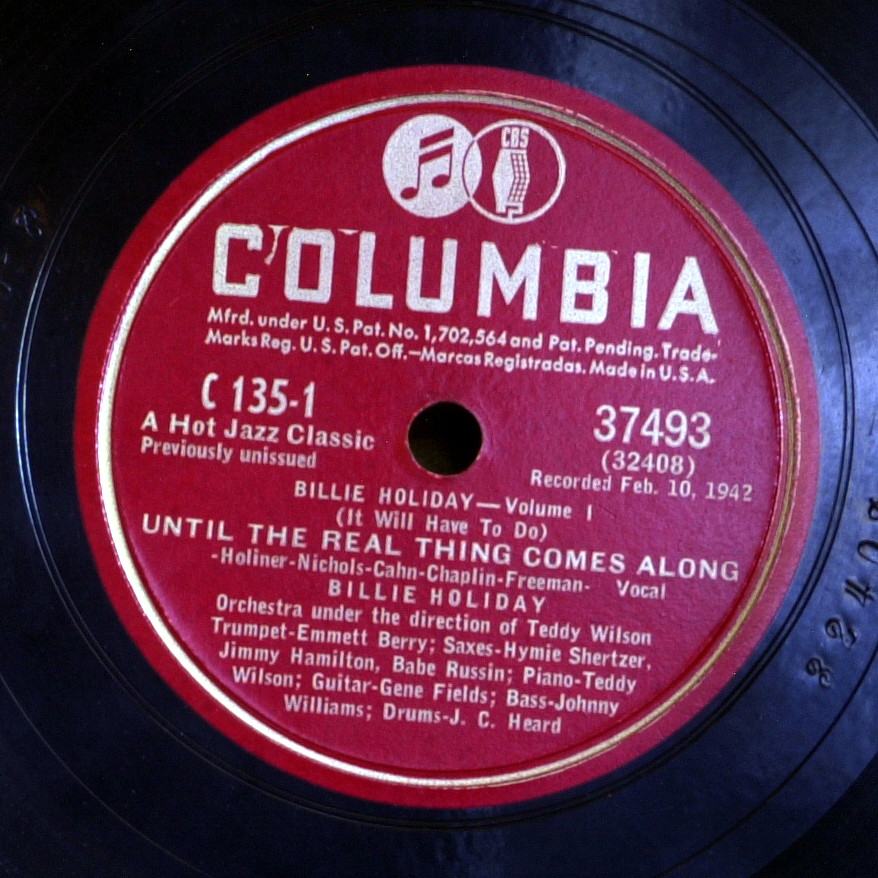 CBS
COLUMBIA
Mfrd. under U. S. Pat. No. 1,702,564 and Pat. Pending. Trade-
Marks Reg. U. S. Pat. Off.—Marcas Registradas. Made in U.S.A.
C 135-1
A Hot Jazz Classic
Previously unissued
37493
(32408)
Recorded Feb. 10, 1942
BILLIE HOLIDAY—Volume 1
(It Will Have To Do)
UNTIL THE REAL THING COMES ALONG
-Holiner-Nichols-Cahn-Chaplin-Freeman- Vocal
BILLIE HOLIDAY
Orchestra under the direction of Teddy Wilson
Trumpet-Emmett Berry; Saxes-Hymie Shertzer,
Jimmy Hamilton, Babe Russin; Piano-Teddy
Wilson; Guitar-Gene Fields; Bass-Johnny
Williams; Drums-J. C. Heard